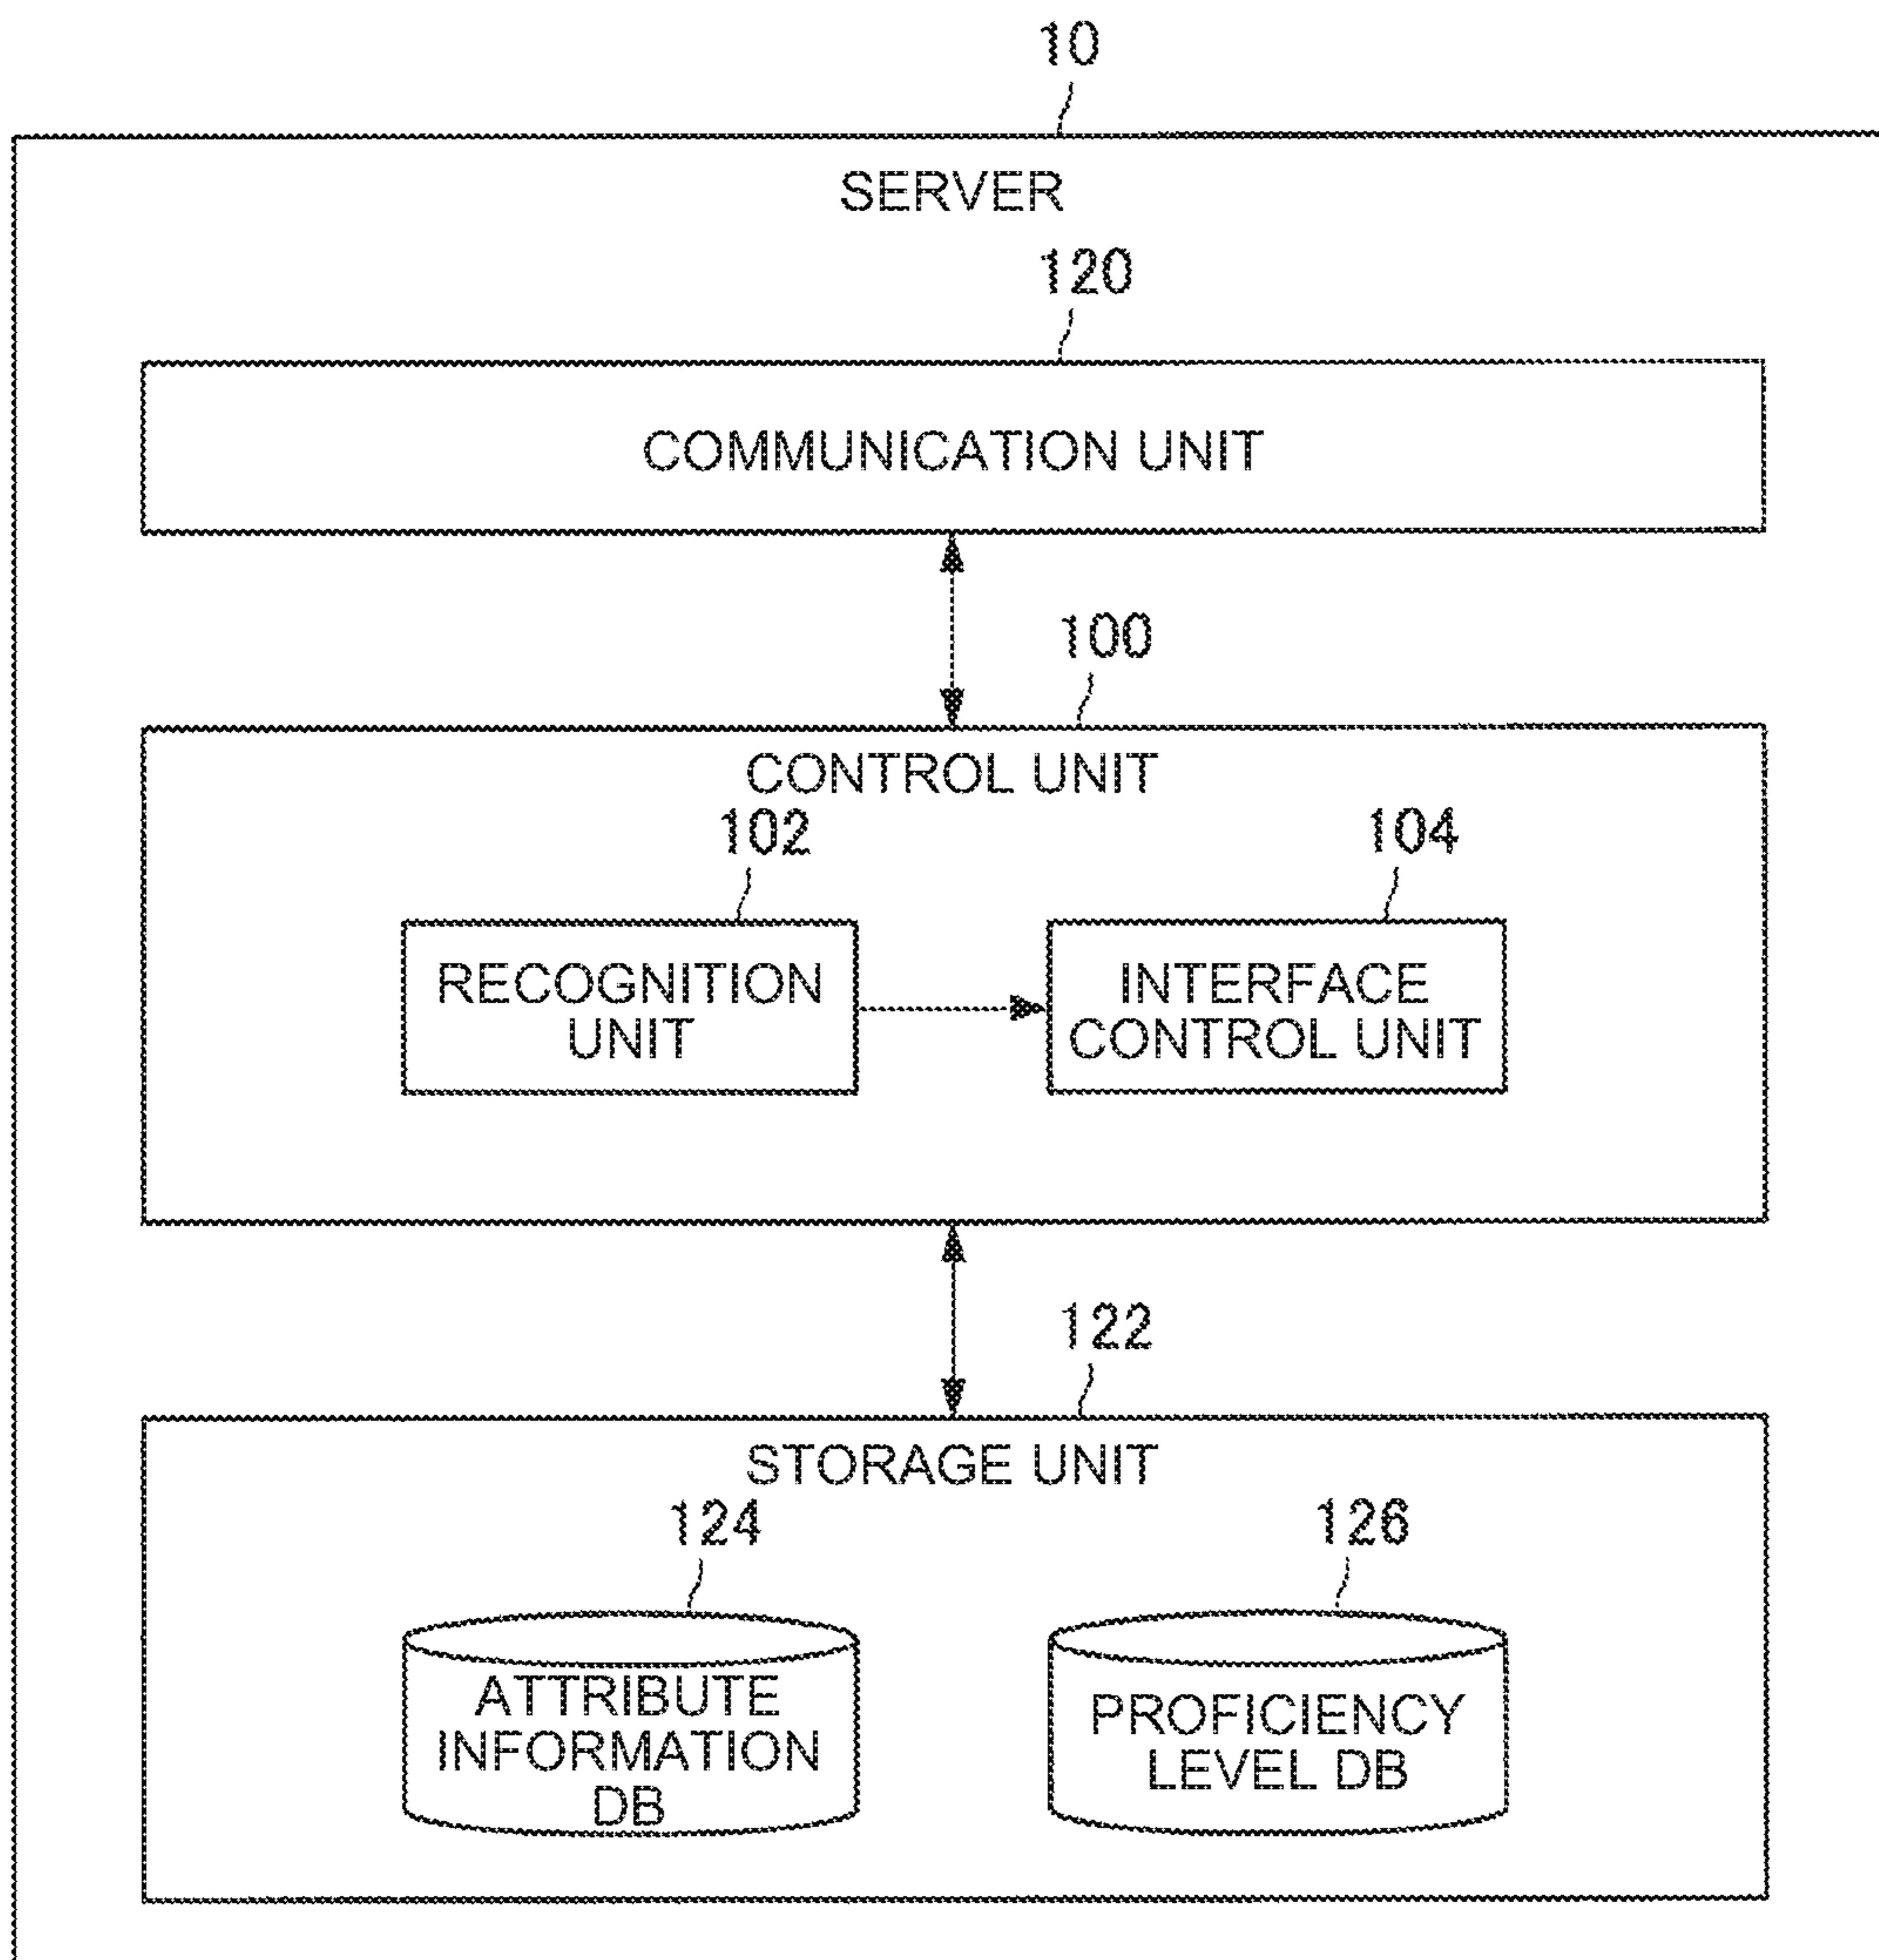 10
SERVER
120
COMMUNICATION UNIT
100
CONTROL UNIT
102
104
RECOGNITION
UNIT
INTERFACE
CONTROL UNIT
122
STORAGE UNIT
124
126
ATTRIBUTE
INFORMATION
DB
PROFICIENCY
LEVEL DB